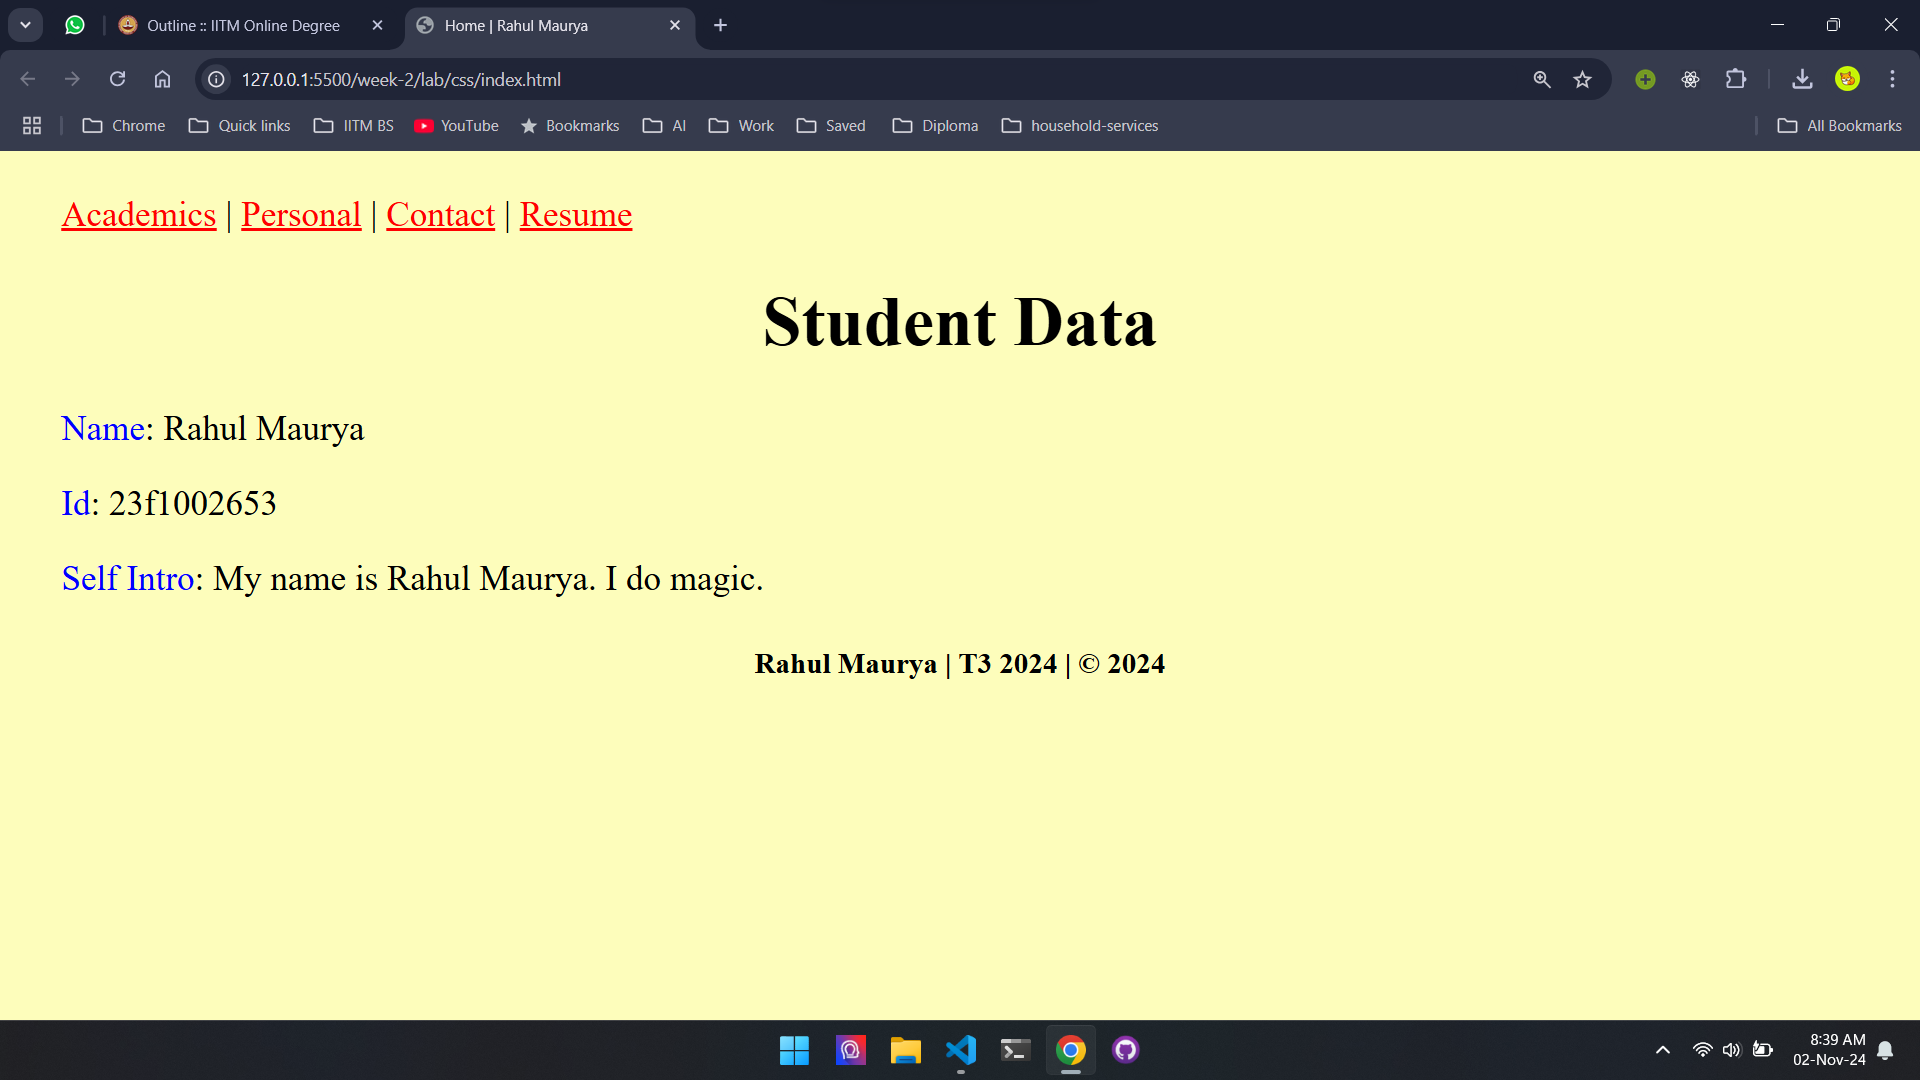 Outline :: IITM Online Degree
Home | Rahul Maurya
127.0.0.1:5500/week-2/lab/css/index.html
Chrome Quick links IITM BS YouTube Bookmarks AI Work Saved Diploma household-services All Bookmarks
Academics | Personal | Contact | Resume
Student Data
Name: Rahul Maurya
Id: 23f1002653
Self Intro: My name is Rahul Maurya. I do magic.
Rahul Maurya | T3 2024 | © 2024
8:39 AM
02-Nov-24